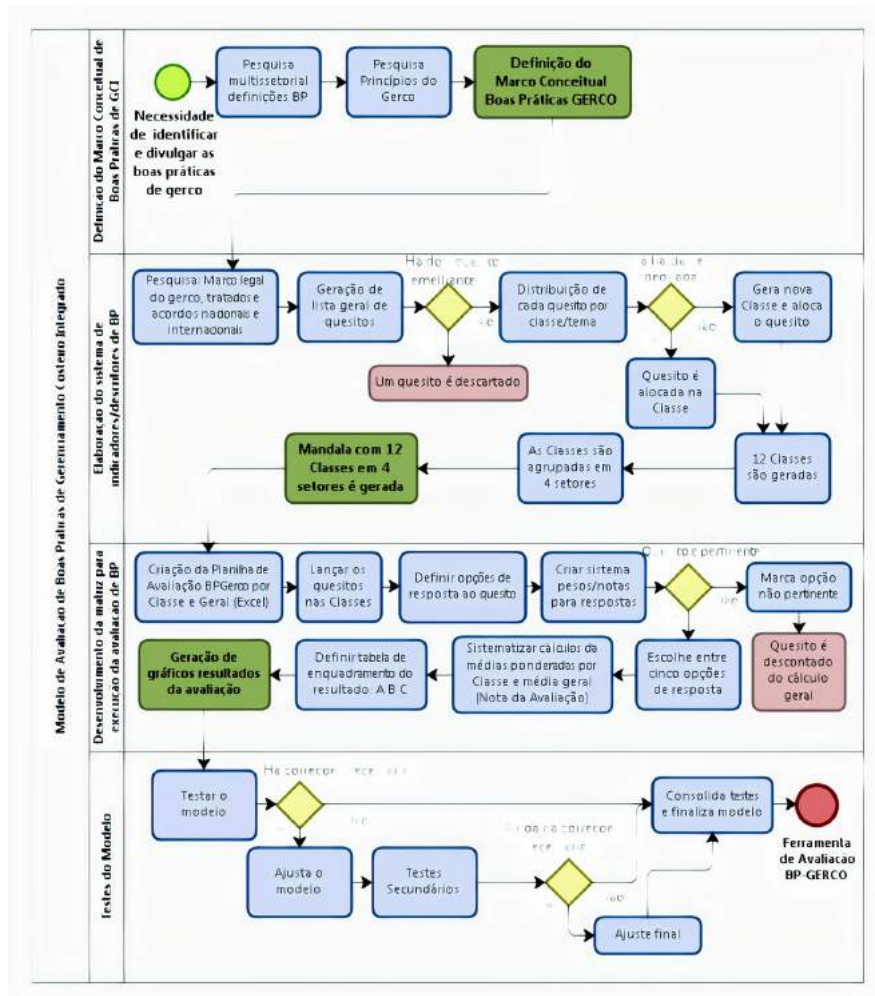 Modelo de Avaliação de Boas Práticas de Gerenciamento Costeiro Integrado
Definição do Marco Conceitual de
Boas Práticas de GCI
Pesquisa
multissetorial
definições BP
Pesquisa
Princípios do
Gerco
Definição do
Marco Conceitual
Boas Práticas GERCO
Necessidade
de identificar
e divulgar as
boas práticas
de gerco
Elaboração do sistema de
indicadores/descritores de BP
Pesquisa: Marco legal
do gerco, tratados e
acordos nacionais e
internacionais
Geração de
lista geral de
quesitos
Distribuição de
cada quesito por
classe/tema
Gera nova
Classe e aloca
o quesito
Um quesito é descartado
Quesito é
alocada na
Classe
Mandala com 12
Classes em 4
setores é gerada
As Classes são
agrupadas em
4 setores
12 Classes
são geradas
Desenvolvimento da matriz para
execução da avaliação de BP
Criação da Planilha de
Avaliação BPGerco por
Classe e Geral (Excel)
Lançar os
quesitos
nas Classes
Definir opções de
resposta ao quesito
Criar sistema
pesos/notas
para respostas
é pertinente
Marca opção
não pertinente
Geração de
gráficos resultados
da avaliação
Definir tabela de
enquadramento do
resultado: A B C
Sistematizar cálculos da
médias ponderadas por
Classe e média geral
(Nota da Avaliação)
Escolhe entre
cinco opções
de resposta
Quesito é
descontado
do cálculo
geral
Testes do Modelo
Testar o
modelo
Consolida testes
e finaliza modelo
Ferramenta
de Avaliacao
BP-GERCO
Ajusta o
modelo
Testes
Secundários
Ajuste final